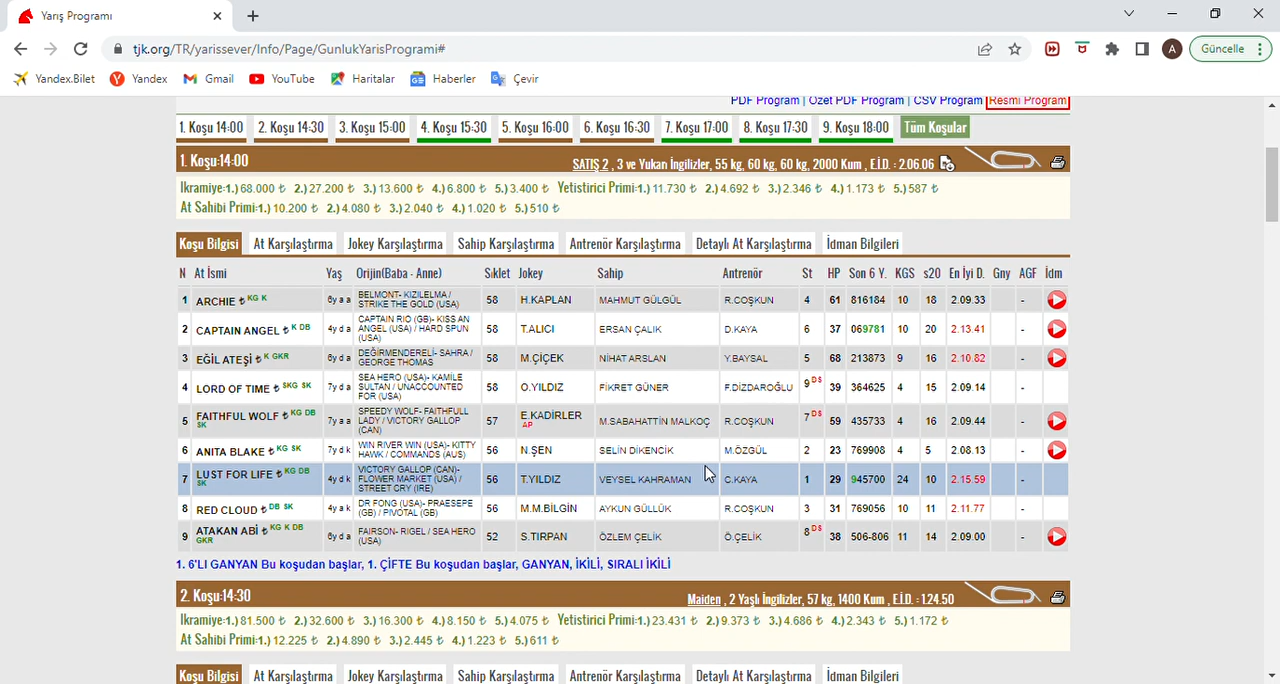 Yarış Programı
tjk.org/TR/yarissever/Info/Page/GunlukYarisProgrami#
A
Güncelle
Yandex.Bilet
Yandex
Gmail
YouTube
Haritalar
Haberler
Çevir
PDF Program | Özet PDF Program | CSV Program Resmi Program
1. Koşu 14:00 2. Koşu 14:30 3. Koşu 15:00 4. Koşu 15:30 5. Koşu 16:00 6. Koşu 16:30 7. Koşu 17:00 8. Koşu 17:30 9. Koşu 18:00 Tüm Koşular
1. Koşu:14:00 SATIŞ 2 , 3 ve Yukarı İngilizler, 55 kg, 60 kg, 60 kg, 2000 Kum , E.İ.D. : 2.06.06
Ikramiye:1.) 68.000 ₺ 2.) 27.200 ₺ 3.) 13.600 ₺ 4.) 6.800 ₺ 5.) 3.400 ₺ Yetistirici Primi:1.) 11.730 ₺ 2.) 4.692 ₺ 3.) 2.346 ₺ 4.) 1.173 ₺ 5.) 587 ₺
At Sahibi Primi:1.) 10.200 ₺ 2.) 4.080 ₺ 3.) 2.040 ₺ 4.) 1.020 ₺ 5.) 510 ₺
Koşu Bilgisi At Karşılaştırma Jokey Karşılaştırma Sahip Karşılaştırma Antrenör Karşılaştırma Detaylı At Karşılaştırma İdman Bilgileri
N At İsmi Yaş Orijin(Baba - Anne) Sıklet Jokey Sahip Antrenör St HP Son 6 Y. KGS s20 En İyi D. Gny AGF İdm
1 ARCHIE ₺ KG K 6y a a BELMONT- KIZILELMA / STRIKE THE GOLD (USA) 58 H.KAPLAN MAHMUT GÜLGÜL R.COŞKUN 4 61 816184 10 18 2.09.33 -
2 CAPTAIN ANGEL ₺ K DB 4y d a CAPTAIN RIO (GB)- KISS AN ANGEL (USA) / HARD SPUN (USA) 58 T.ALICI ERSAN ÇALIK D.KAYA 6 37 069781 10 20 2.13.41 -
3 EĞİL ATEŞİ ₺ K GKR 8y d a DEĞİRMENDERELİ- SAHRA / GEORGE THOMAS 58 M.ÇİÇEK NİHAT ARSLAN Y.BAYSAL 5 68 213873 9 16 2.10.82 -
4 LORD OF TIME ₺ SKG SK 7y d a SEA HERO (USA)- KAMİLE SULTAN / UNACCOUNTED FOR (USA) 58 O.YILDIZ FİKRET GÜNER F.DİZDAROĞLU 9 DS 39 364625 4 15 2.09.14 -
5 FAITHFUL WOLF ₺ KG DB SK 7y a a SPEEDY WOLF- FAITHFULL LADY / VICTORY GALLOP (CAN) 57 E.KADİRLER AP M.SABAHATTİN MALKOÇ R.COŞKUN 7 DS 59 435733 4 16 2.09.44 -
6 ANITA BLAKE ₺ KG SK 7y d k WIN RIVER WIN (USA)- KITTY HAWK / COMMANDS (AUS) 56 N.ŞEN SELİN DİKENCİK M.ÖZGÜL 2 23 769908 4 5 2.08.13 -
7 LUST FOR LIFE ₺ KG DB SK 4y d k VICTORY GALLOP (CAN)- FLOWER MARKET (USA) / STREET CRY (IRE) 56 T.YILDIZ VEYSEL KAHRAMAN C.KAYA 1 29 945700 24 10 2.15.59 -
8 RED CLOUD ₺ DB SK 4y a k DR FONG (USA)- PRAESEPE (GB) / PIVOTAL (GB) 56 M.M.BİLGİN AYKUN GÜLLÜK R.COŞKUN 3 31 769056 10 11 2.11.77 -
9 ATAKAN ABİ ₺ KG K DB GKR 6y d a FAIRSON- RIGEL / SEA HERO (USA) 52 S.TIRPAN ÖZLEM ÇELİK Ö.ÇELİK 8 DS 38 506-806 11 14 2.09.00 -
1. 6'LI GANYAN Bu koşudan başlar, 1. ÇİFTE Bu koşudan başlar, GANYAN, İKİLİ, SIRALI İKİLİ
2. Koşu:14:30 Maiden , 2 Yaşlı İngilizler, 57 kg, 1400 Kum , E.İ.D. : 1.24.50
Ikramiye:1.) 81.500 ₺ 2.) 32.600 ₺ 3.) 16.300 ₺ 4.) 8.150 ₺ 5.) 4.075 ₺ Yetistirici Primi:1.) 23.431 ₺ 2.) 9.373 ₺ 3.) 4.686 ₺ 4.) 2.343 ₺ 5.) 1.172 ₺
At Sahibi Primi:1.) 12.225 ₺ 2.) 4.890 ₺ 3.) 2.445 ₺ 4.) 1.223 ₺ 5.) 611 ₺
Koşu Bilgisi At Karşılaştırma Jokey Karşılaştırma Sahip Karşılaştırma Antrenör Karşılaştırma Detaylı At Karşılaştırma İdman Bilgileri